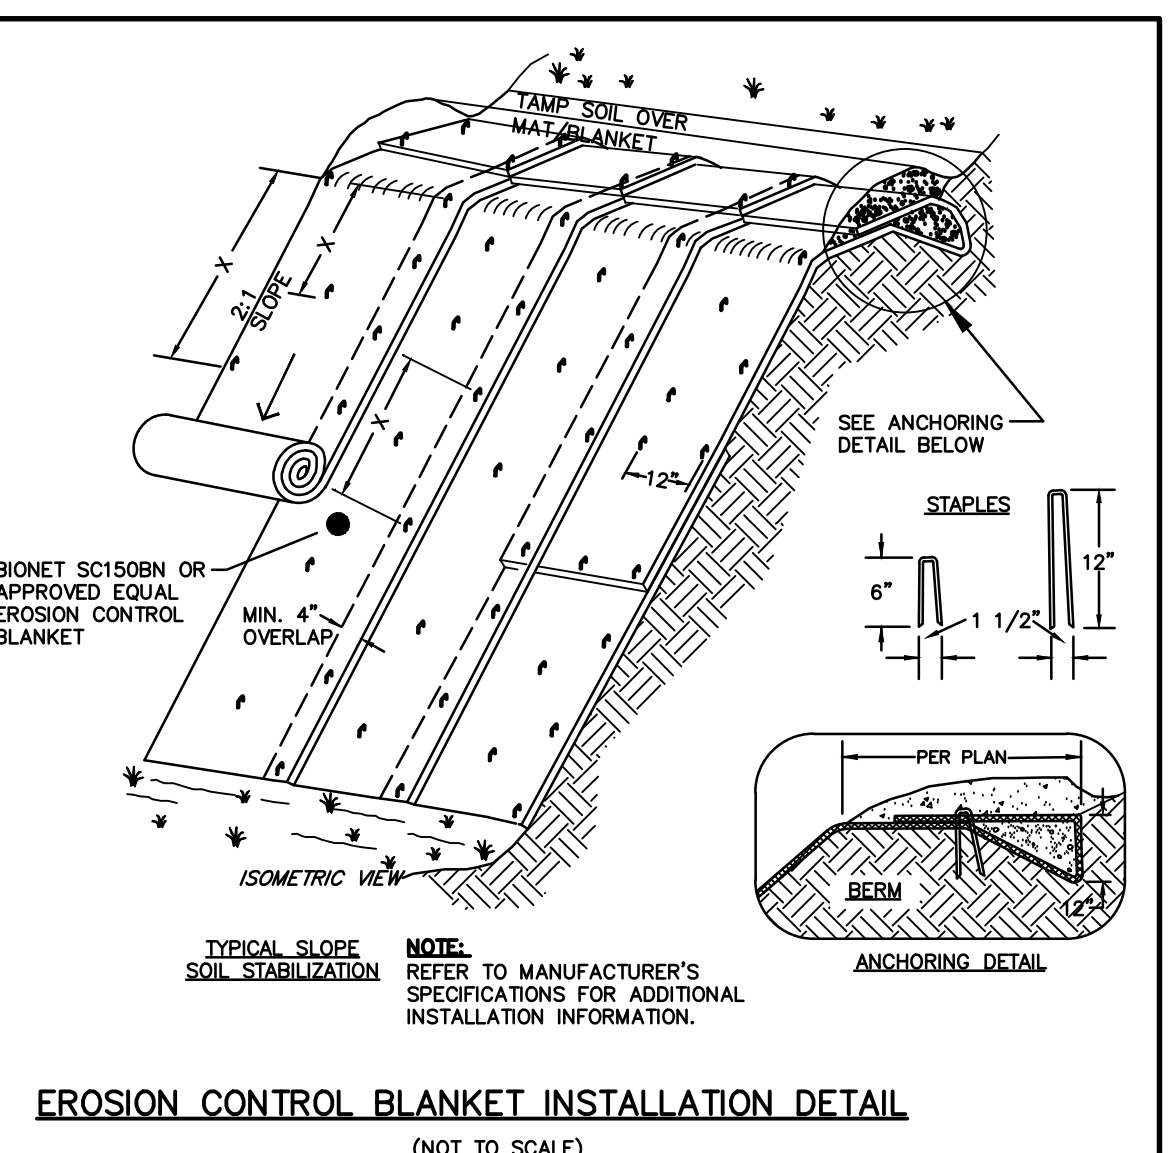 TAMP SOIL OVER
MAT/BLANKET
X
X
2:1
SLOPE
X
12"
SEE ANCHORING
DETAIL BELOW
STAPLES
12"
6"
1 1/2"
BIONET SC150BN OR
APPROVED EQUAL
EROSION CONTROL
BLANKET
MIN. 4"
OVERLAP
PER PLAN
BERM
12"
ISOMETRIC VIEW
ANCHORING DETAIL
TYPICAL SLOPE
SOIL STABILIZATION
NOTE:
REFER TO MANUFACTURER'S
SPECIFICATIONS FOR ADDITIONAL
INSTALLATION INFORMATION.
EROSION CONTROL BLANKET INSTALLATION DETAIL
(NOT TO SCALE)